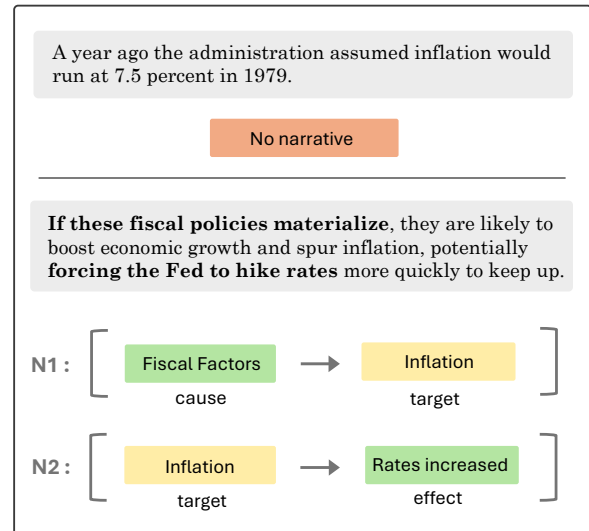 A year ago the administration assumed inflation would
run at 7.5 percent in 1979.
No narrative
If these fiscal policies materialize, they are likely to
boost economic growth and spur inflation, potentially
forcing the Fed to hike rates more quickly to keep up.
N1 :
Fiscal Factors
Inflation
cause
target
N2 :
Inflation
Rates increased
target
effect